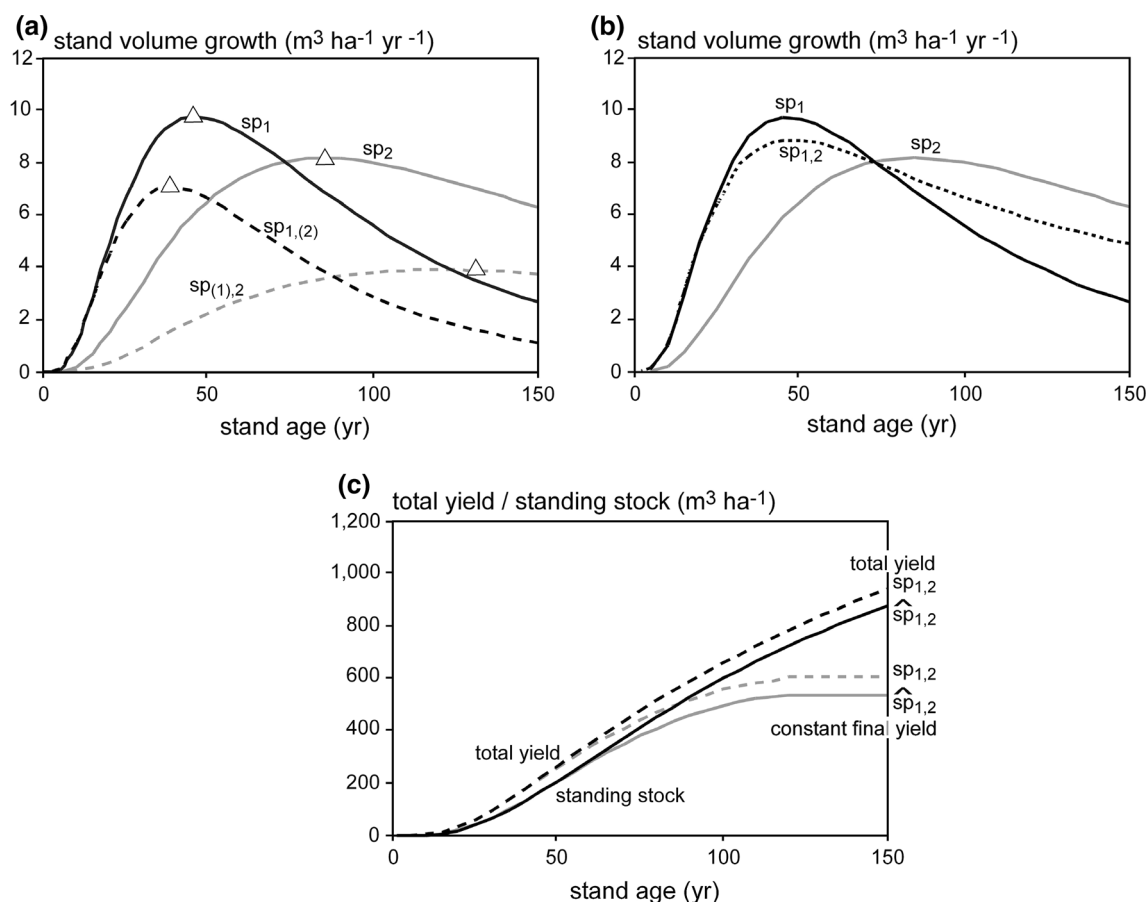 (a)
stand volume growth (m³ ha⁻¹ yr ⁻¹)
12
10
8
6
4
2
0
sp₁
sp₂
sp₁,₍₂₎
sp₍₁₎,₂
0 50 100 150
stand age (yr)
(b)
stand volume growth (m³ ha⁻¹ yr ⁻¹)
12
10
8
6
4
2
0
sp₁
sp₁,₂
sp₂
0 50 100 150
stand age (yr)
(c)
total yield / standing stock (m³ ha⁻¹)
1,200
1,000
800
600
400
200
0
total yield
sp₁,₂
ŝp₁,₂
sp₁,₂
ŝp₁,₂
constant final yield
total yield
standing stock
0 50 100 150
stand age (yr)